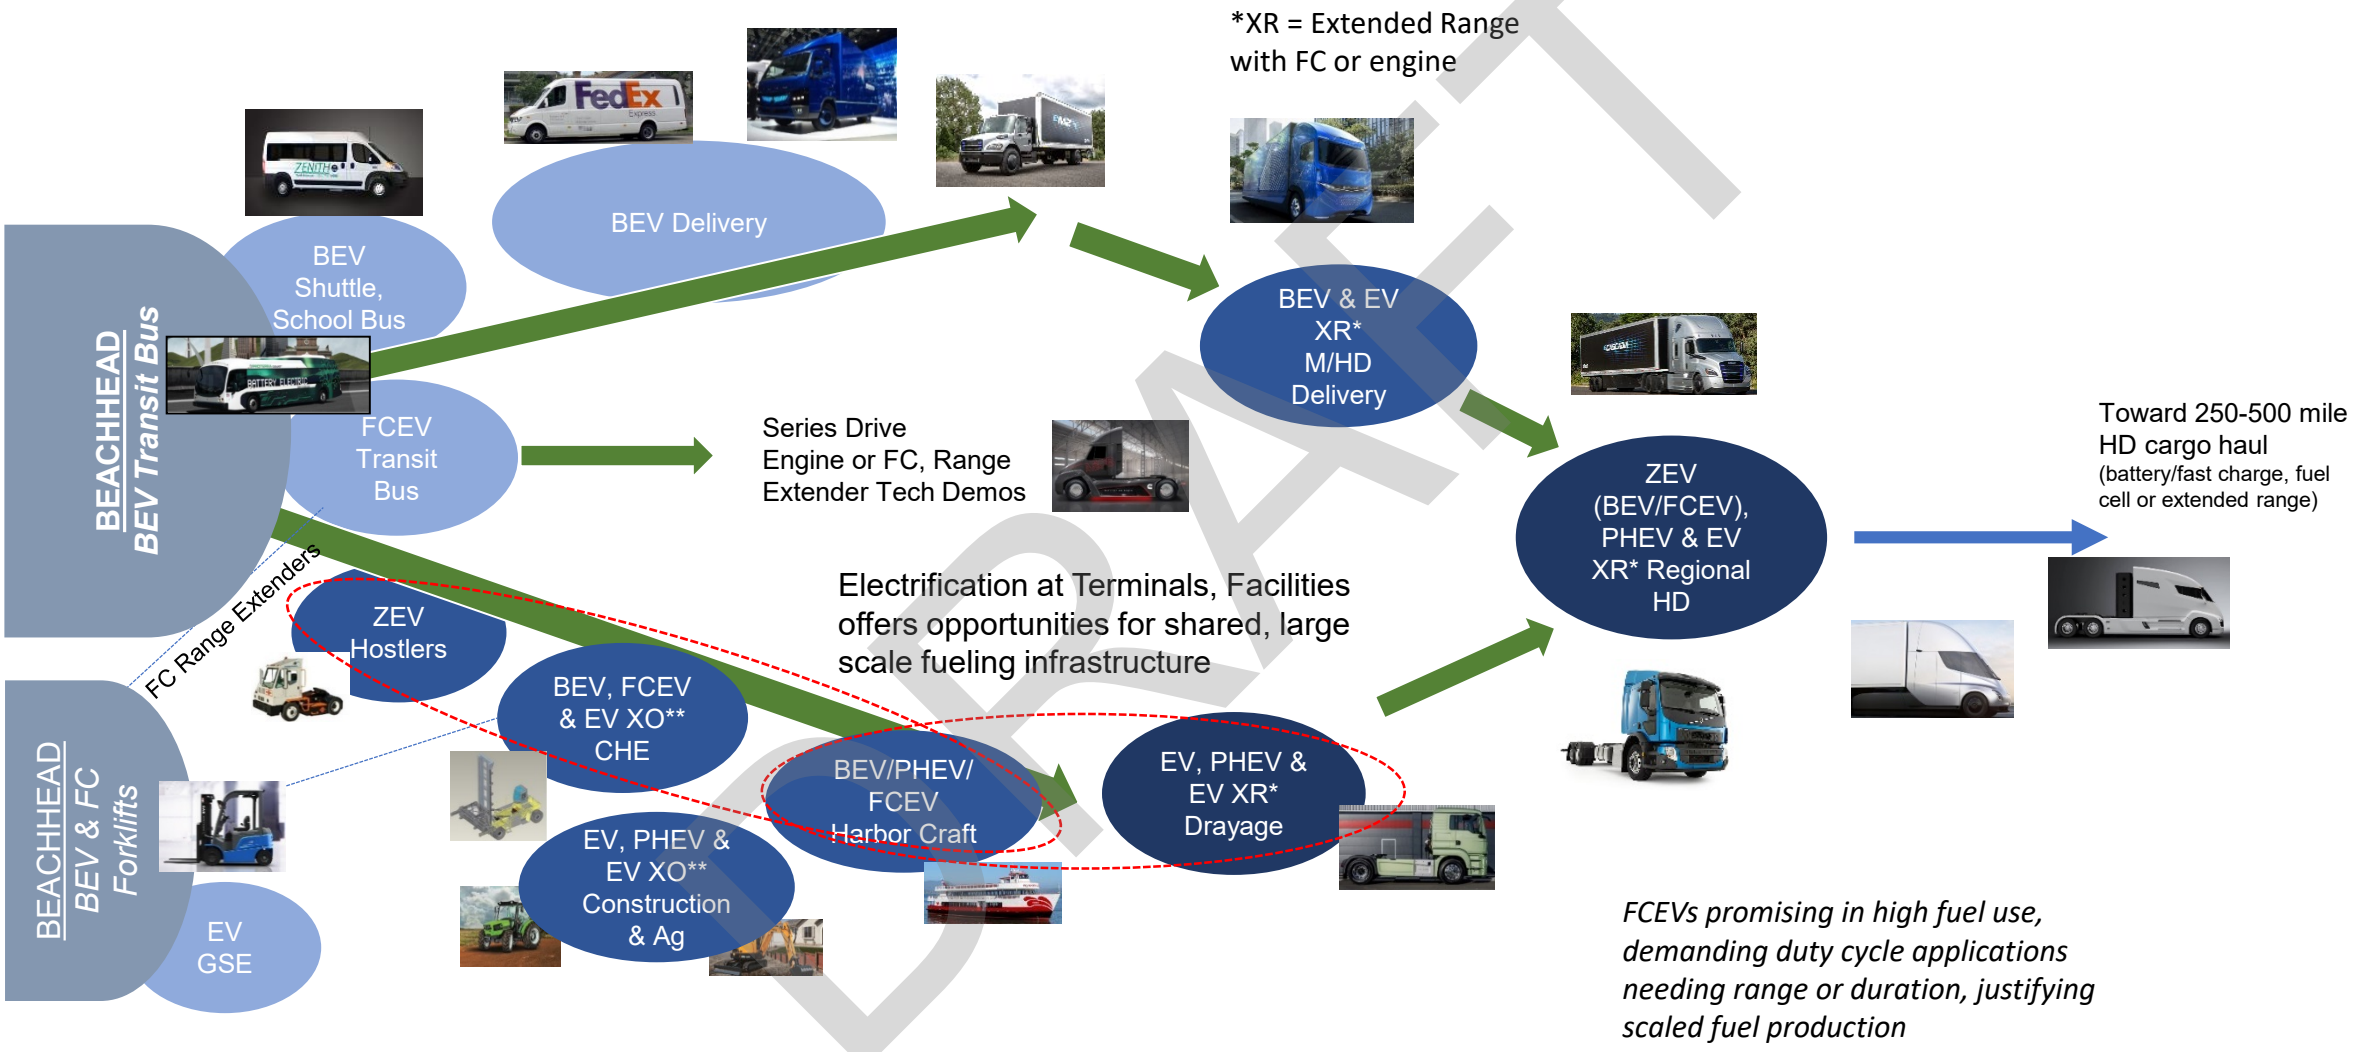 *XR = Extended Range
with FC or engine
FedEx
Express
ZENITH
eM2
BEV Delivery
BEV
Shuttle,
School Bus
BEACHHEAD
BEV Transit Bus
BATTERY ELECTRIC
BEV & EV
XR*
M/HD
Delivery
eCASCADIA
FCEV
Transit
Bus
Series Drive
Engine or FC, Range
Extender Tech Demos
Toward 250-500 mile
HD cargo haul
(battery/fast charge, fuel
cell or extended range)
ZEV
(BEV/FCEV),
PHEV & EV
XR* Regional
HD
FC Range Extenders
Electrification at Terminals, Facilities
offers opportunities for shared, large
scale fueling infrastructure
ZEV
Hostlers
BEV, FCEV
& EV XO**
CHE
BEACHHEAD
BEV & FC
Forklifts
BEV/PHEV/
FCEV
Harbor Craft
EV, PHEV &
EV XR*
Drayage
EV, PHEV &
EV XO**
Construction
& Ag
EV
GSE
FCEVs promising in high fuel use,
demanding duty cycle applications
needing range or duration, justifying
scaled fuel production
DRAFT